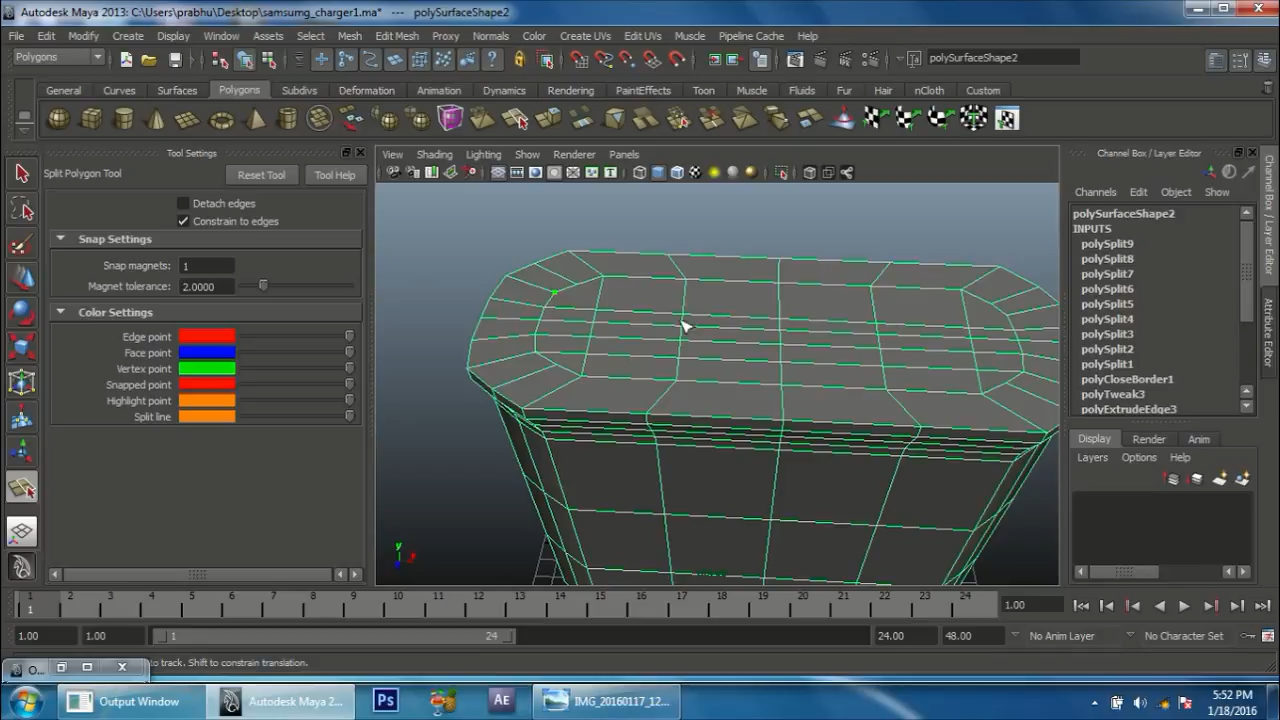 Autodesk Maya 2013: C:\Users\prabhu\Desktop\samsumg_charger1.ma* --- polySurfaceShape2
File Edit Modify Create Display Window Assets Select Mesh Edit Mesh Proxy Normals Color Create UVs Edit UVs Muscle Pipeline Cache Help
Polygons polySurfaceShape2
General Curves Surfaces Polygons Subdivs Deformation Animation Dynamics Rendering PaintEffects Toon Muscle Fluids Fur Hair nCloth Custom
Tool Settings
Split Polygon Tool Reset Tool Tool Help
Detach edges
Constrain to edges
Snap Settings
Snap magnets: 1
Magnet tolerance: 2.0000
Color Settings
Edge point
Face point
Vertex point
Snapped point
Highlight point
Split line
View Shading Lighting Show Renderer Panels
y
x
z
Channel Box / Layer Editor
Channels Edit Object Show
polySurfaceShape2
INPUTS
polySplit9
polySplit8
polySplit7
polySplit6
polySplit5
polySplit4
polySplit3
polySplit2
polySplit1
polyCloseBorder1
polyTweak3
polyExtrudeEdge3
Display Render Anim
Layers Options Help
Channel Box / Layer Editor
Attribute Editor
1 2 3 4 5 6 7 8 9 10 11 12 13 14 15 16 17 18 19 20 21 22 23 24
1 1.00
1.00 1.00 1 24 24.00 48.00 No Anim Layer No Character Set
O... to track. Shift to constrain translation.
Output Window Autodesk Maya 2... Ps AE IMG_20160117_12...
5:52 PM
1/18/2016